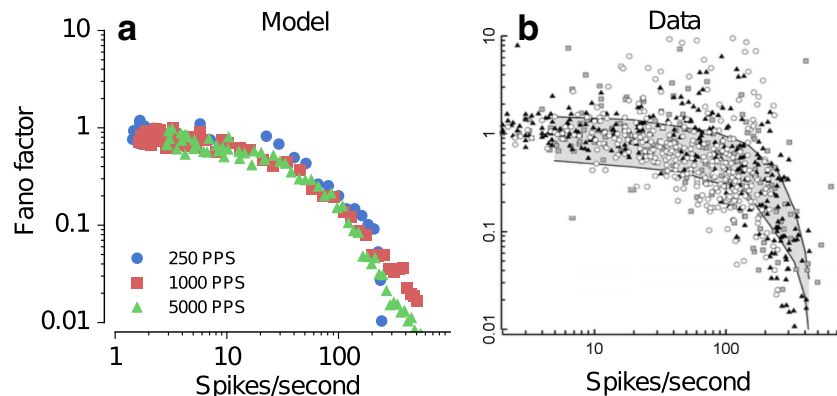 a
Model
Fano factor
10
1
0.1
0.01
250 PPS
1000 PPS
5000 PPS
1
10
100
Spikes/second
b
Data
10
1
0.1
0.01
10
100
Spikes/second